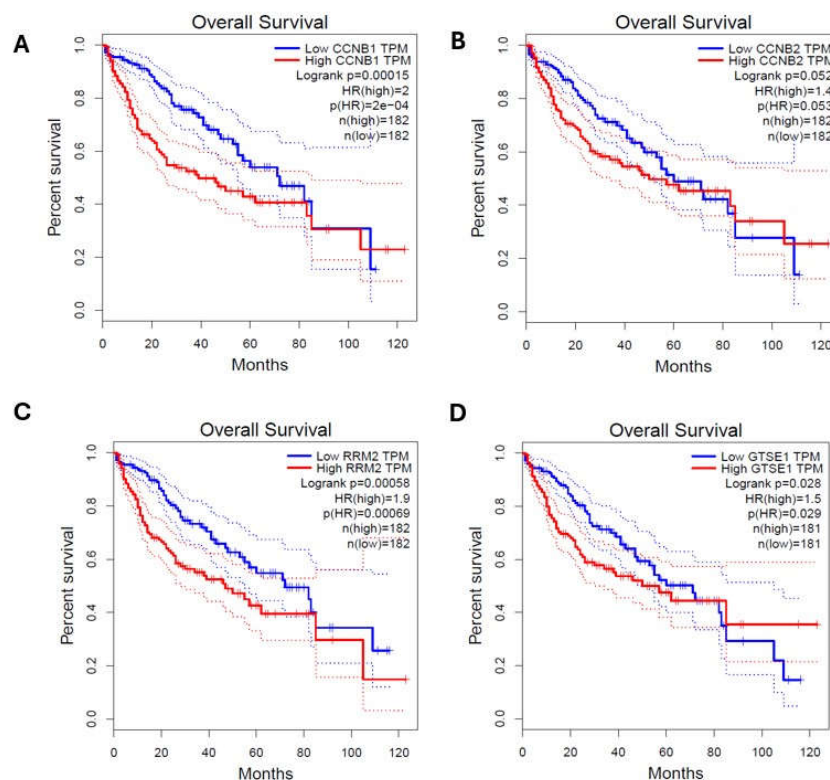 A
Overall Survival
Low CCNB1 TPM
High CCNB1 TPM
Logrank p=0.00015
HR(high)=2
p(HR)=2e−04
n(high)=182
n(low)=182
Percent survival
0.0 0.2 0.4 0.6 0.8 1.0
0 20 40 60 80 100 120
Months
B
Overall Survival
Low CCNB2 TPM
High CCNB2 TPM
Logrank p=0.052
HR(high)=1.4
p(HR)=0.053
n(high)=182
n(low)=182
Percent survival
0.0 0.2 0.4 0.6 0.8 1.0
0 20 40 60 80 100 120
Months
C
Overall Survival
Low RRM2 TPM
High RRM2 TPM
Logrank p=0.00058
HR(high)=1.9
p(HR)=0.00069
n(high)=182
n(low)=182
Percent survival
0.0 0.2 0.4 0.6 0.8 1.0
0 20 40 60 80 100 120
Months
D
Overall Survival
Low GTSE1 TPM
High GTSE1 TPM
Logrank p=0.028
HR(high)=1.5
p(HR)=0.029
n(high)=181
n(low)=181
Percent survival
0.0 0.2 0.4 0.6 0.8 1.0
0 20 40 60 80 100 120
Months